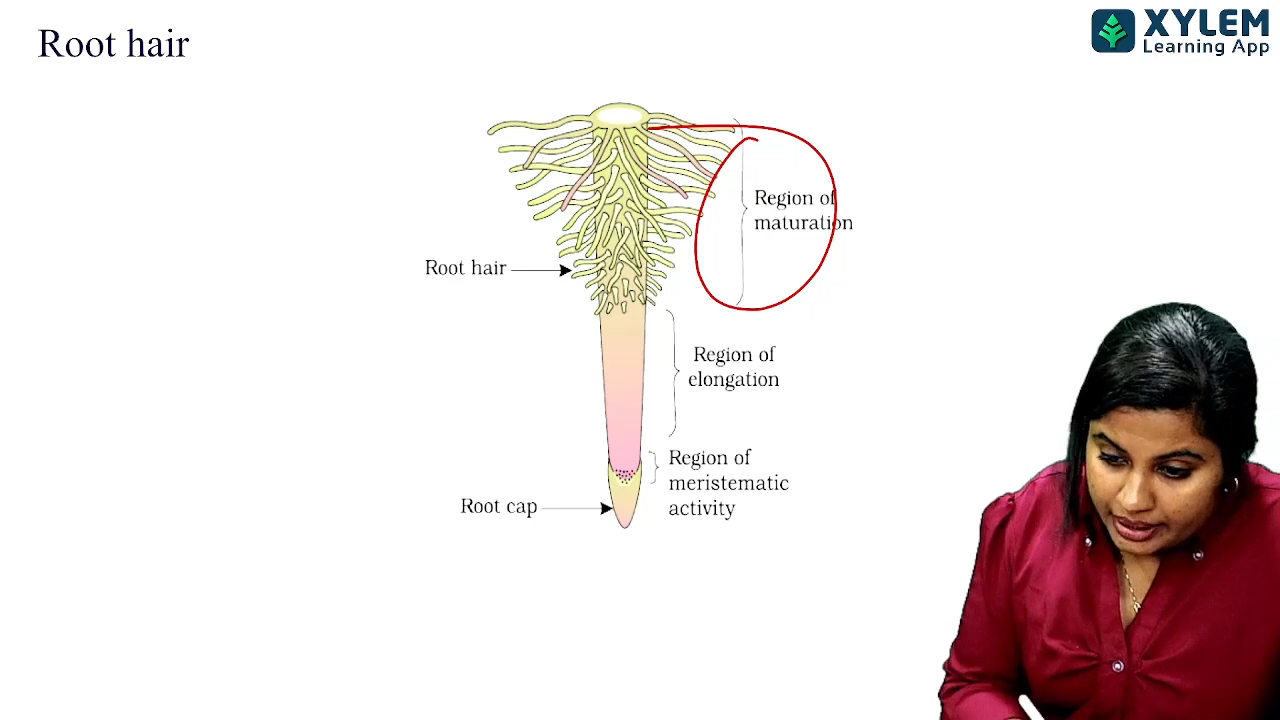 Root hair
XYLEM
Learning App
Region of
maturation
Root hair
Region of
elongation
Region of
meristematic
activity
Root cap